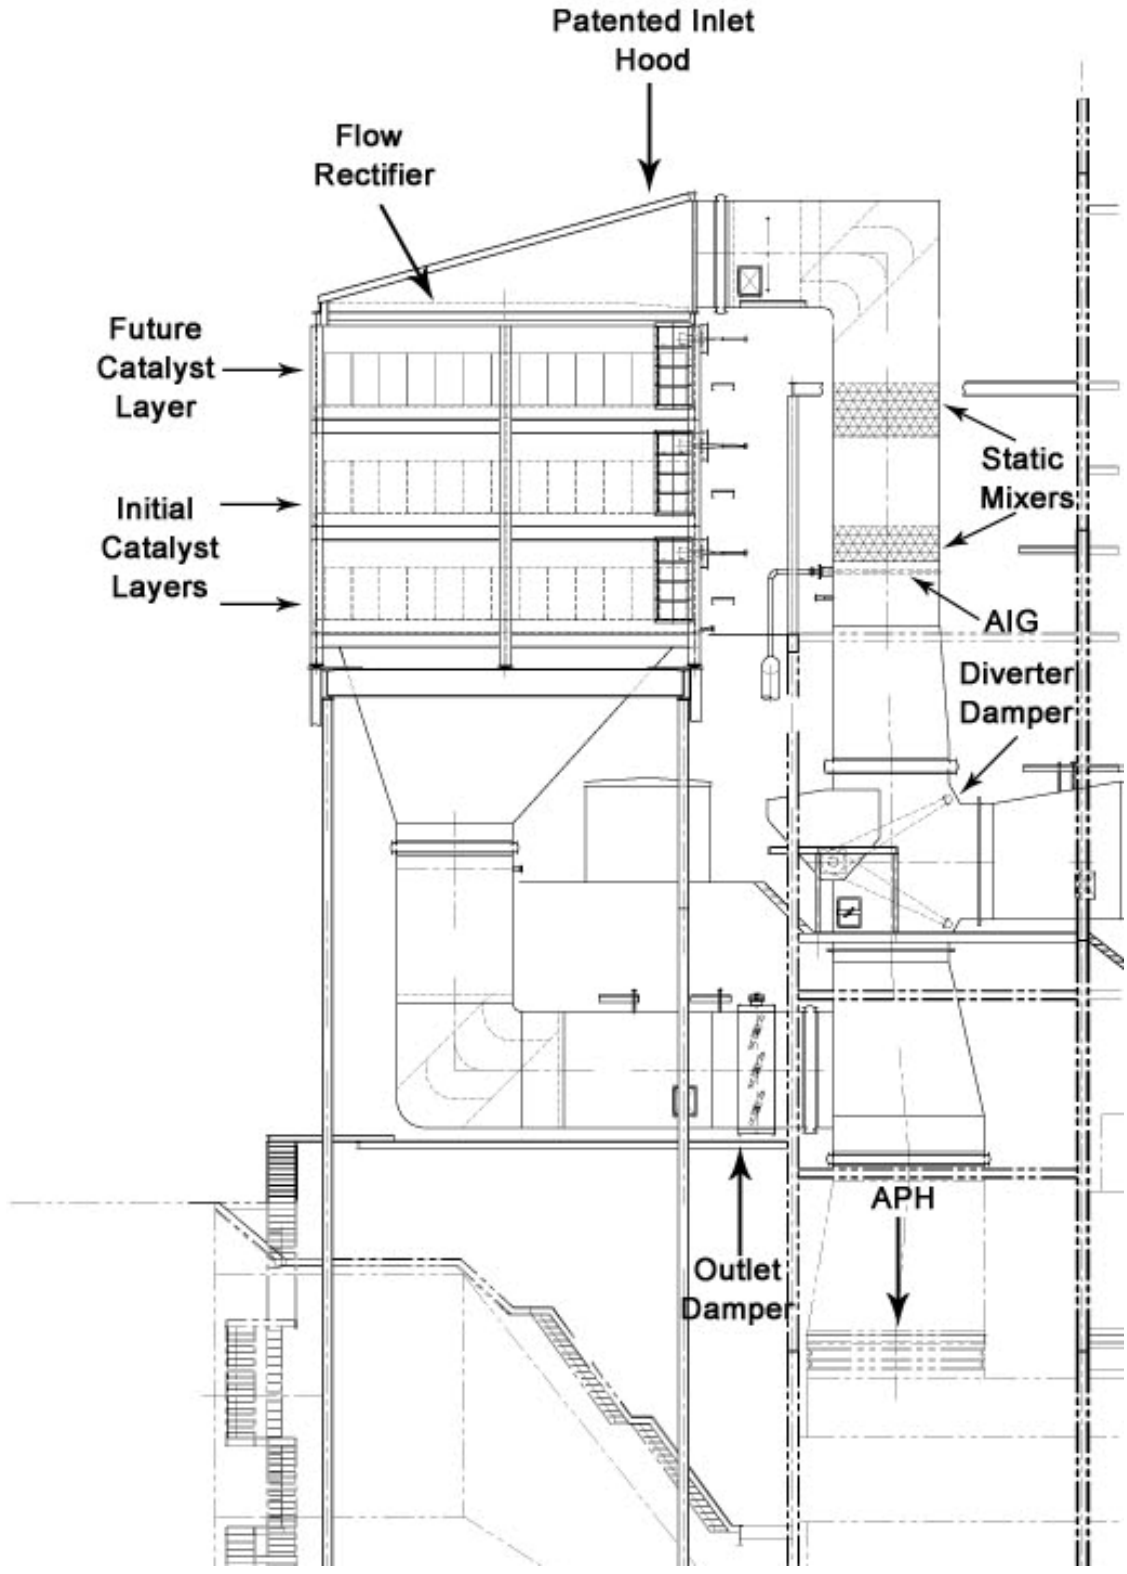 Patented Inlet
Hood
Flow
Rectifier
Future
Catalyst
Layer
Initial
Catalyst
Layers
Static
Mixers
AIG
Diverter
Damper
APH
Outlet
Damper